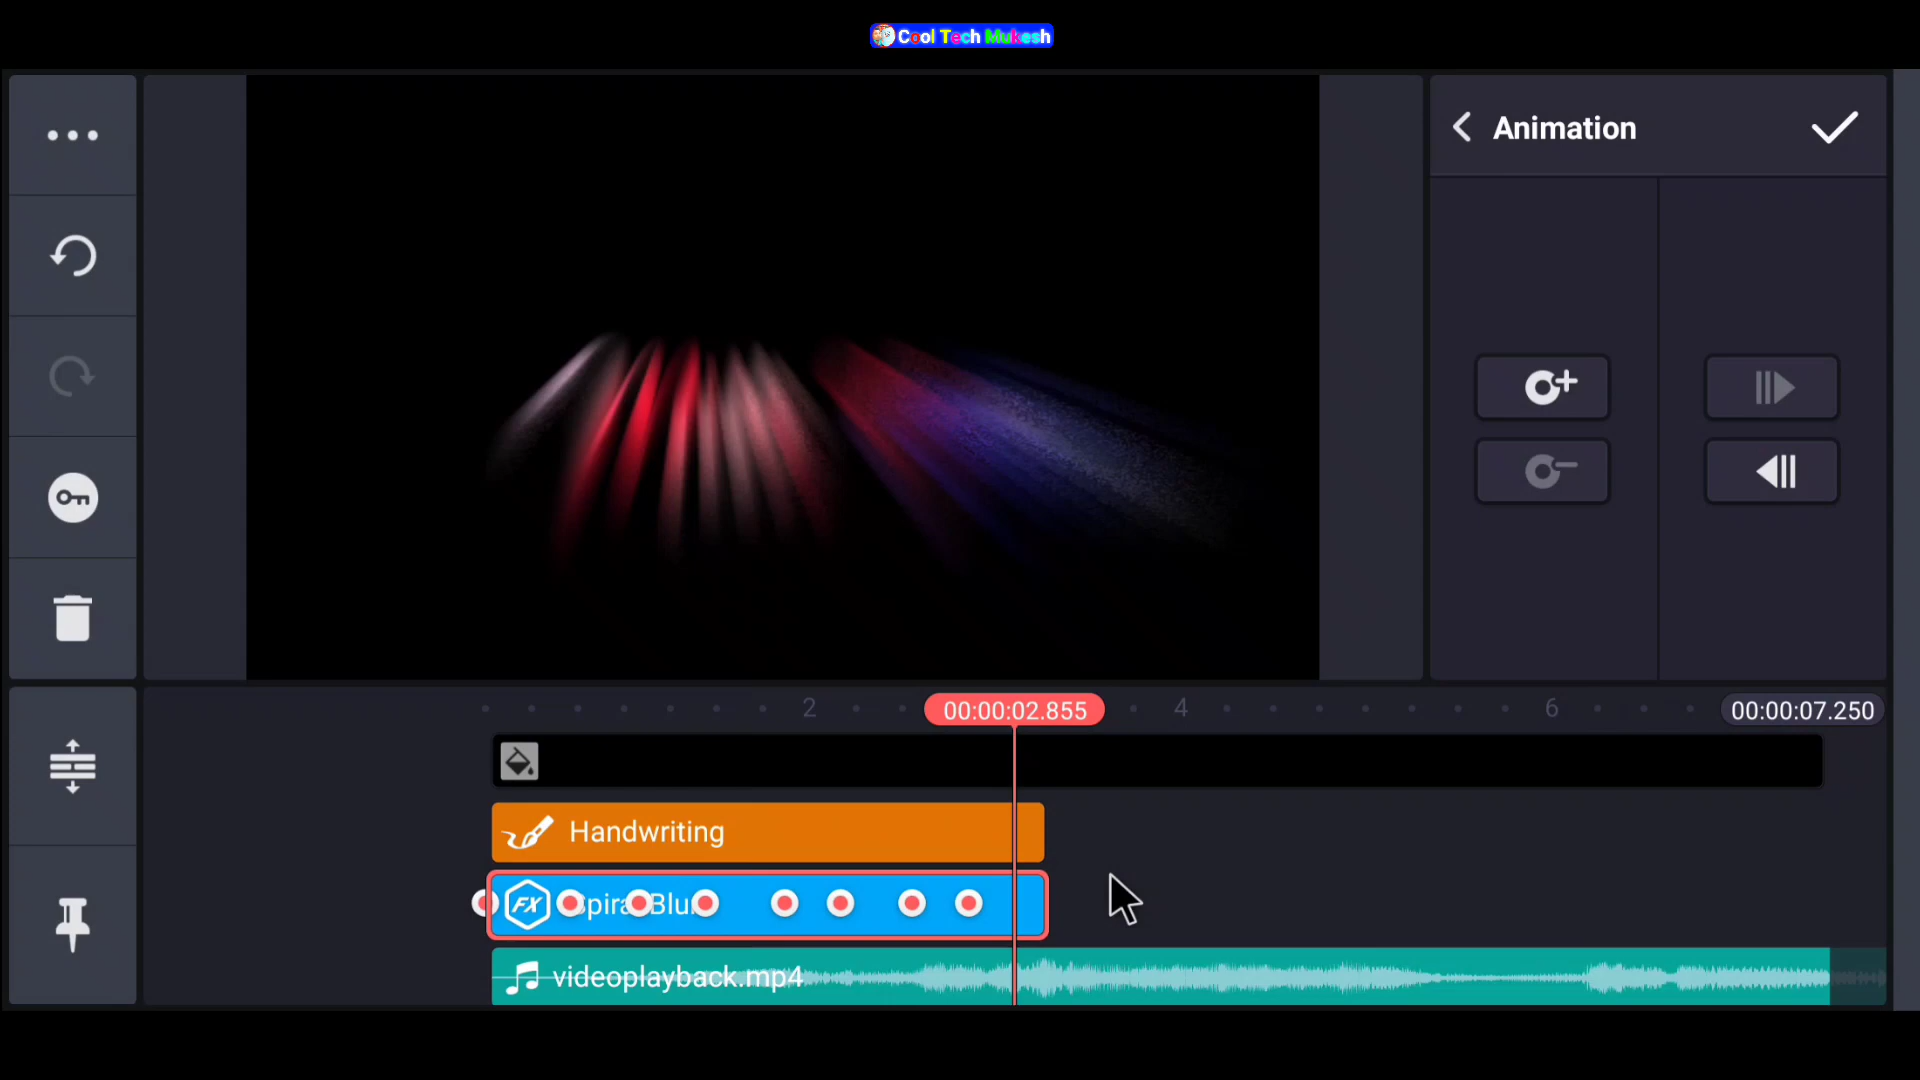 Cool Tech Mukesh
Animation
2
00:00:02.855
4
6
00:00:07.250
Handwriting
FX
Spiral Blur
videoplayback.mp4